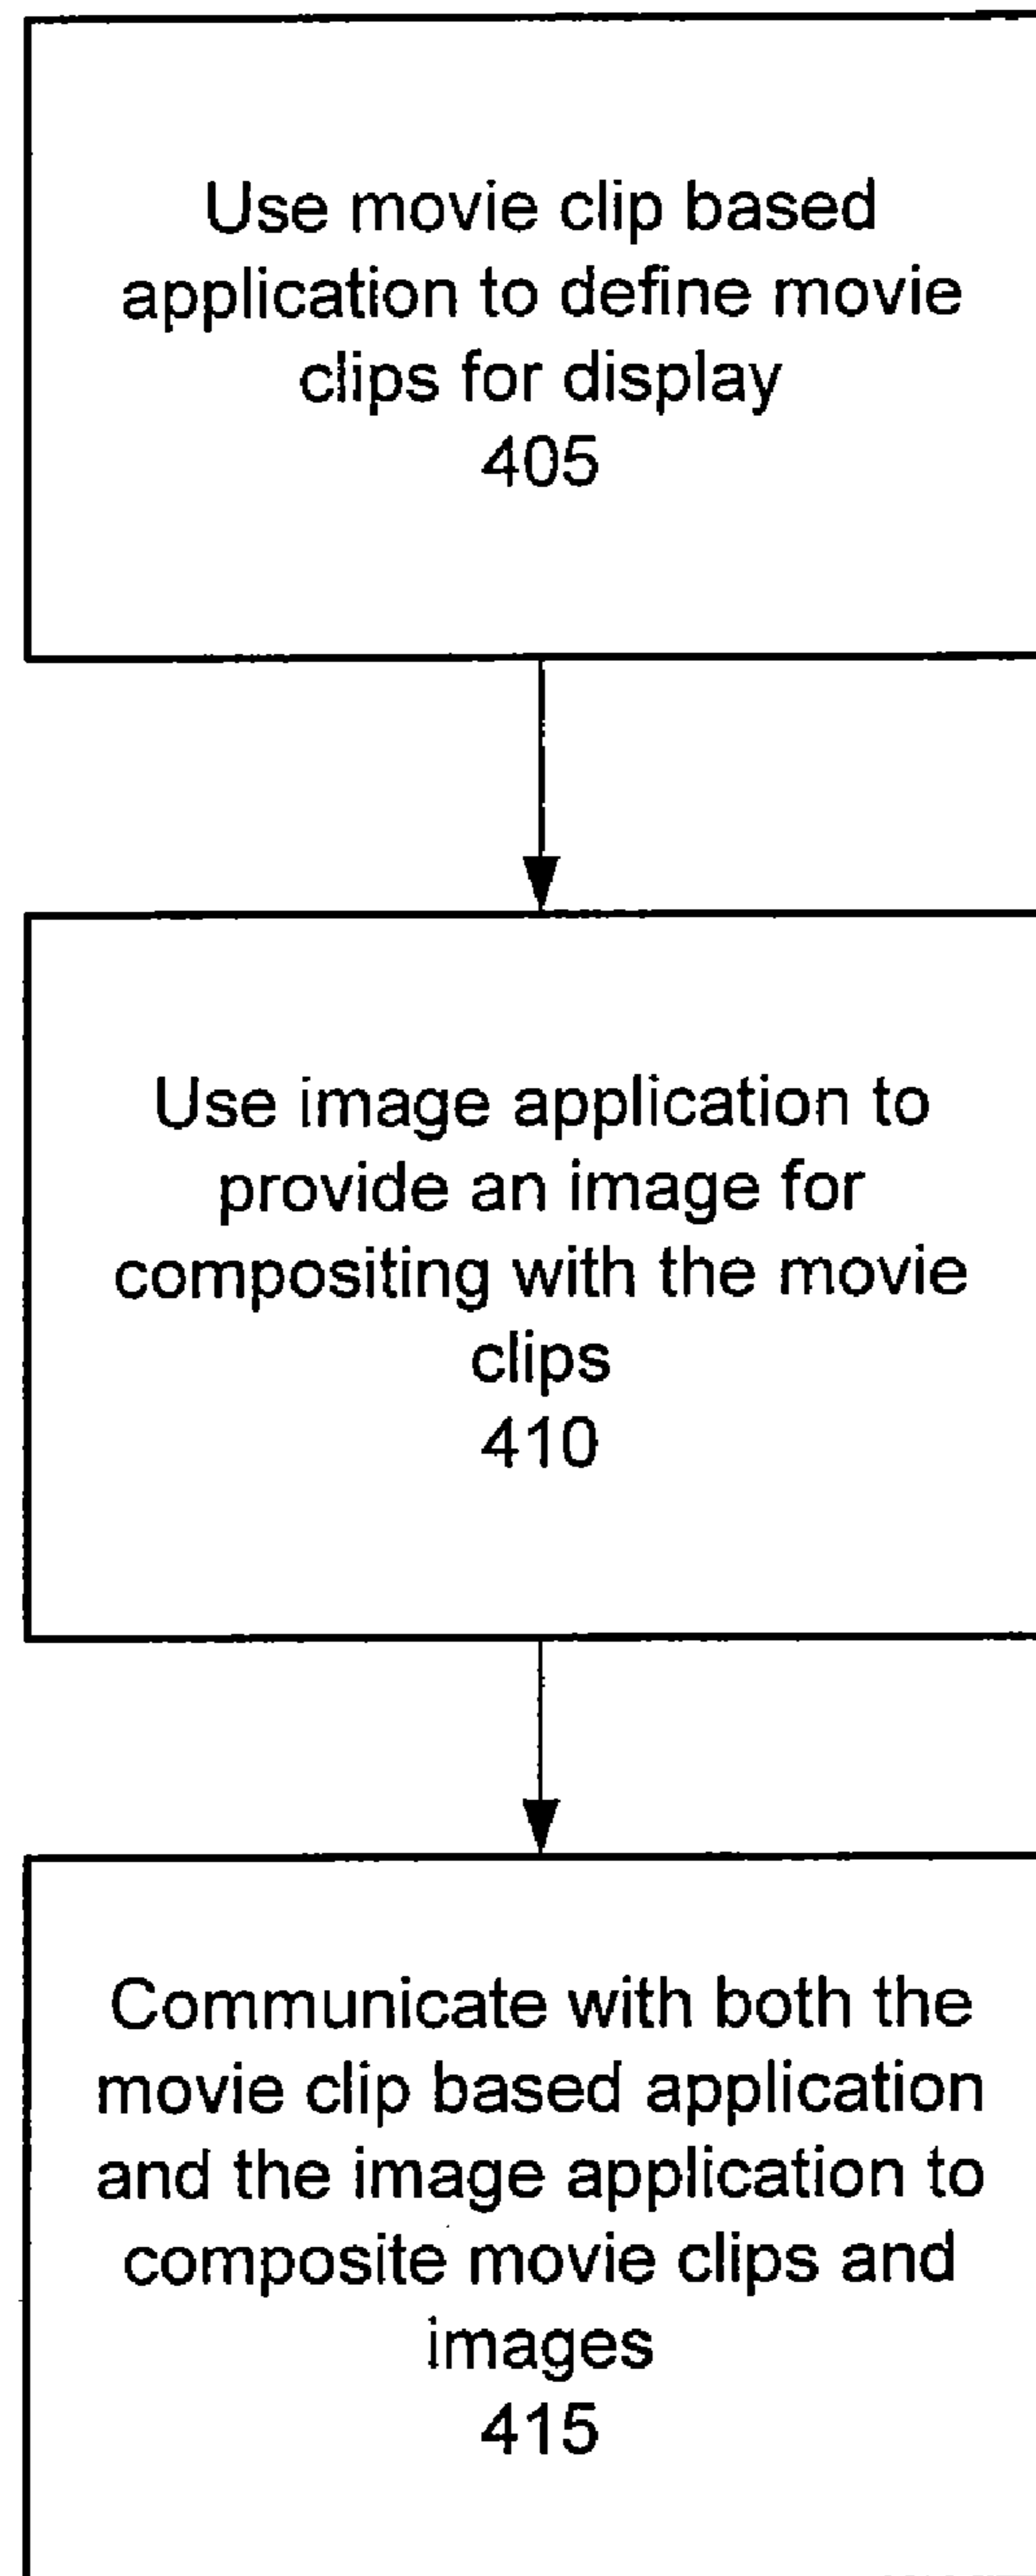 Use movie clip based
application to define movie
clips for display
405
Use image application to
provide an image for
compositing with the movie
clips
410
Communicate with both the
movie clip based application
and the image application to
composite movie clips and
images
415